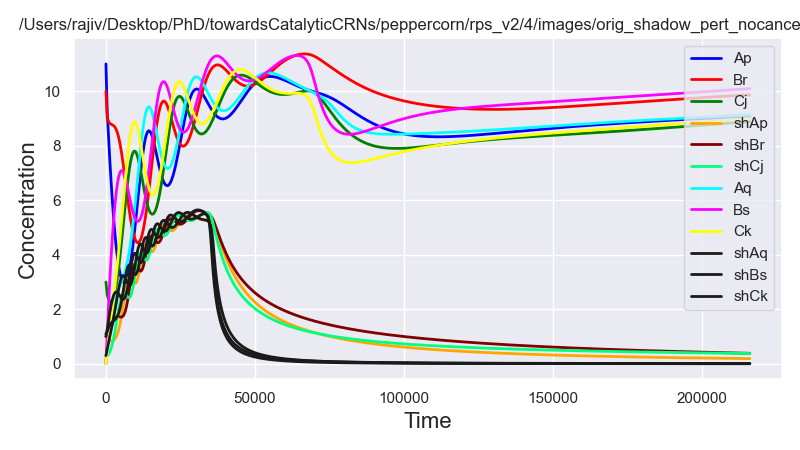 /Users/rajiv/Desktop/PhD/towardsCatalyticCRNs/peppercorn/rps_v2/4/images/orig_shadow_pert_nocance
Concentration
10
8
6
4
2
0
0
50000
100000
150000
200000
Time
Ap
Br
Cj
shAp
shBr
shCj
Aq
Bs
Ck
shAq
shBs
shCk